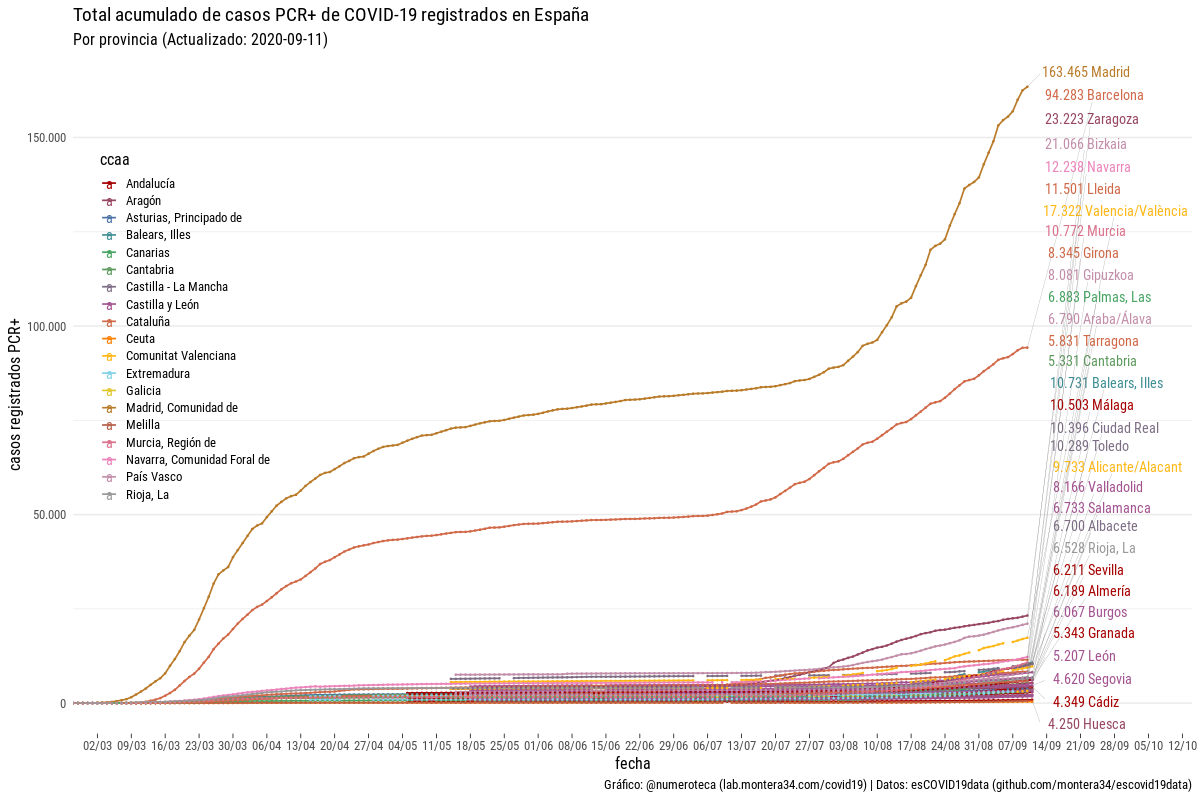 Total acumulado de casos PCR+ de COVID-19 registrados en España
Por provincia (Actualizado: 2020-09-11)
casos registrados PCR+
150.000
100.000
50.000
0
ccaa
Andalucía
Aragón
Asturias, Principado de
Balears, Illes
Canarias
Cantabria
Castilla - La Mancha
Castilla y León
Cataluña
Ceuta
Comunitat Valenciana
Extremadura
Galicia
Madrid, Comunidad de
Melilla
Murcia, Región de
Navarra, Comunidad Foral de
País Vasco
Rioja, La
163.465 Madrid
94.283 Barcelona
23.223 Zaragoza
21.066 Bizkaia
12.238 Navarra
11.501 Lleida
17.322 Valencia/València
10.772 Murcia
8.345 Girona
8.081 Gipuzkoa
6.883 Palmas, Las
6.790 Araba/Álava
5.831 Tarragona
5.331 Cantabria
10.731 Balears, Illes
10.503 Málaga
10.396 Ciudad Real
10.289 Toledo
9.733 Alicante/Alacant
8.166 Valladolid
6.733 Salamanca
6.700 Albacete
6.528 Rioja, La
6.211 Sevilla
6.189 Almería
6.067 Burgos
5.343 Granada
5.207 León
4.620 Segovia
4.349 Cádiz
4.250 Huesca
02/03 09/03 16/03 23/03 30/03 06/04 13/04 20/04 27/04 04/05 11/05 18/05 25/05 01/06 08/06 15/06 22/06 29/06 06/07 13/07 20/07 27/07 03/08 10/08 17/08 24/08 31/08 07/09 14/09 21/09 28/09 05/10 12/10
fecha
Gráfico: @numeroteca (lab.montera34.com/covid19) | Datos: esCOVID19data (github.com/montera34/escovid19data)